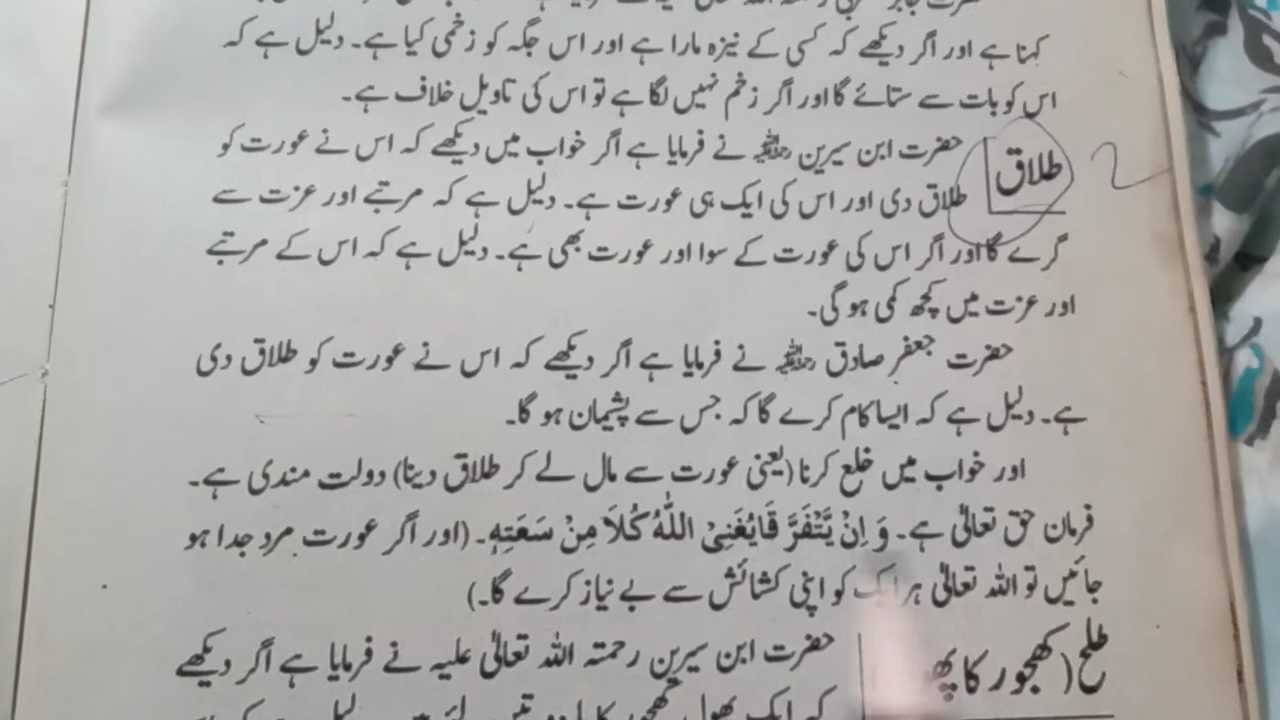 کہنا ہے اور اگر دیکھے کہ کسی کے نیزہ مارا ہے اور اس جگہ کو زخمی کیا ہے۔ دلیل ہے کہ
اس کو بات سے ستائے گا اور اگر زخم نہیں لگا ہے تو اس کی تاویل خلاف ہے۔
طلاق
حضرت ابن سیرین رحمۃاللہ علیہ نے فرمایا ہے اگر خواب میں دیکھے کہ اس نے عورت کو
طلاق دی اور اس کی ایک ہی عورت ہے۔ دلیل ہے کہ مرتبے اور عزت سے
گرے گا اور اگر اس کی عورت کے سوا اور عورت بھی ہے۔ دلیل ہے کہ اس کے مرتبے
اور عزت میں کچھ کمی ہو گی۔
حضرت جعفر صادق رحمۃاللہ علیہ نے فرمایا ہے اگر دیکھے کہ اس نے عورت کو طلاق دی
ہے۔ دلیل ہے کہ ایسا کام کرے گا کہ جس سے پشیمان ہو گا۔
اور خواب میں خلع کرنا (یعنی عورت سے مال لے کر طلاق دینا) دولت مندی ہے۔
فرمان حق تعالیٰ ہے۔ وَ اِنْ يَّتَفَرَّ قَايُغْنِىْ اللّٰهُ كُلَا مِنْ سَعَتِهٖ۔ (اور اگر عورت مرد جدا ہو
جائیں تو اللہ تعالیٰ ہر ایک کو اپنی کشائش سے بے نیاز کرے گا۔)
طلح (کھجور کا
حضرت ابن سیرین رحمتہ اللہ تعالیٰ علیہ نے فرمایا ہے اگر دیکھے